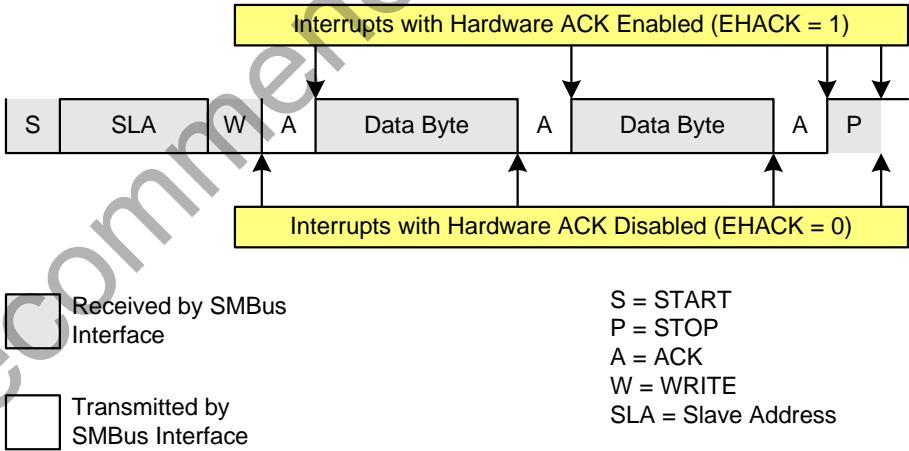 Interrupts with Hardware ACK Enabled (EHACK = 1)
S SLA W A Data Byte A Data Byte A P
Interrupts with Hardware ACK Disabled (EHACK = 0)
Received by SMBus
Interface
Transmitted by
SMBus Interface
S = START
P = STOP
A = ACK
W = WRITE
SLA = Slave Address